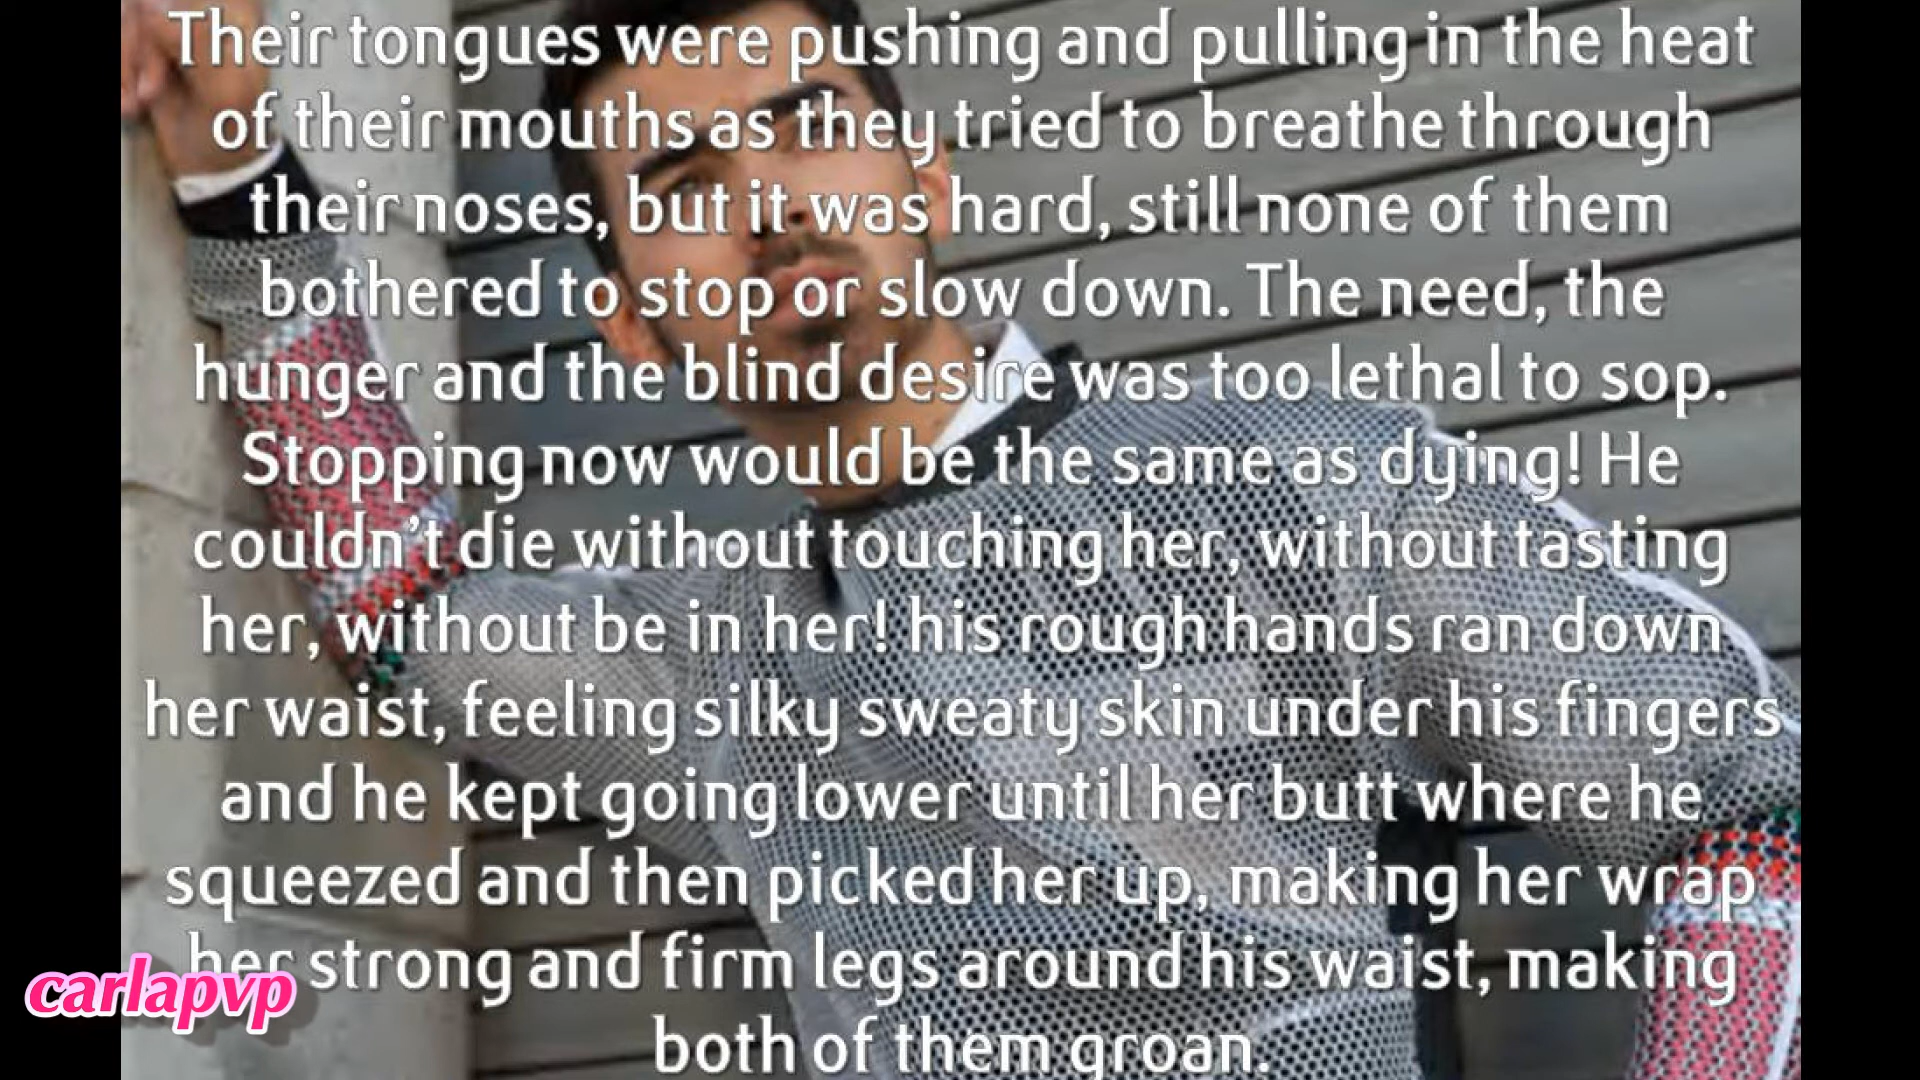 Their tongues were pushing and pulling in the heat
of their mouths as they tried to breathe through
their noses, but it was hard, still none of them
bothered to stop or slow down. The need, the
hunger and the blind desire was too lethal to sop.
Stopping now would be the same as dying! He
couldn't die without touching her, without tasting
her, without be in her! his rough hands ran down
her waist, feeling silky sweaty skin under his fingers
and he kept going lower until her butt where he
squeezed and then picked her up, making her wrap
her strong and firm legs around his waist, making
both of them groan.
carlapvp